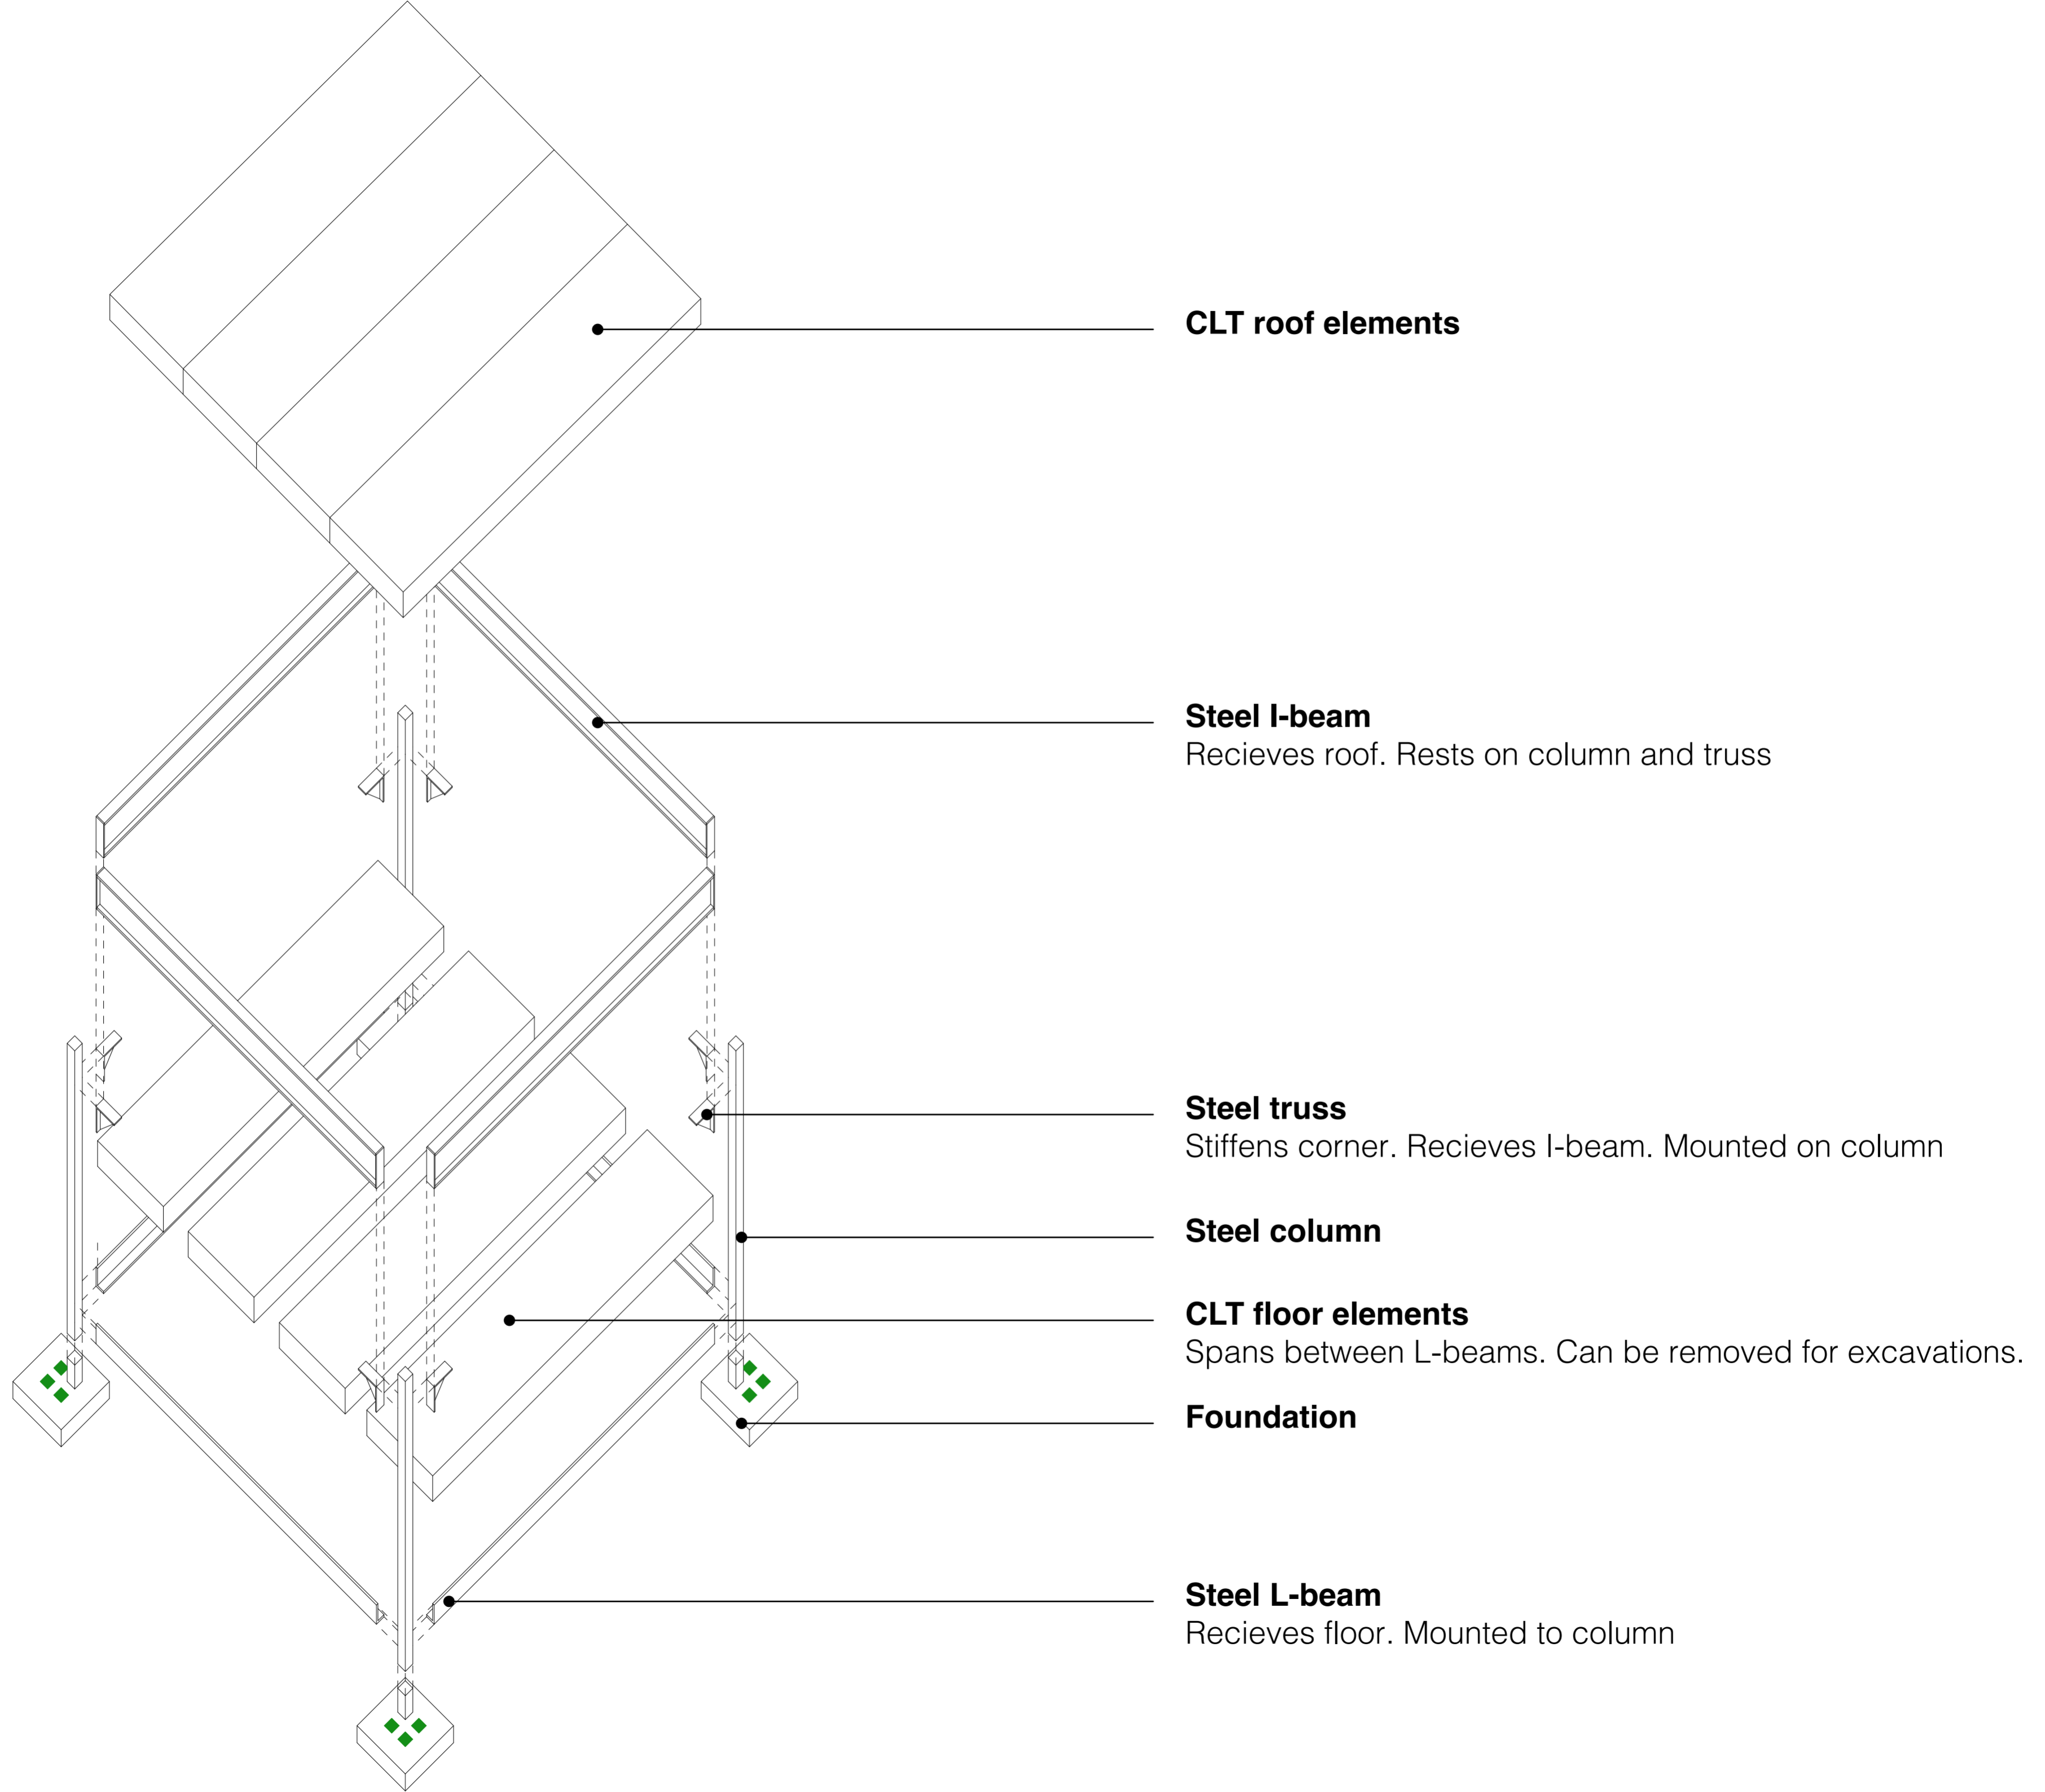 CLT roof elements
Steel I-beam
Recieves roof. Rests on column and truss
Steel truss
Stiffens corner. Recieves I-beam. Mounted on column
Steel column
CLT floor elements
Spans between L-beams. Can be removed for excavations.
Foundation
Steel L-beam
Recieves floor. Mounted to column